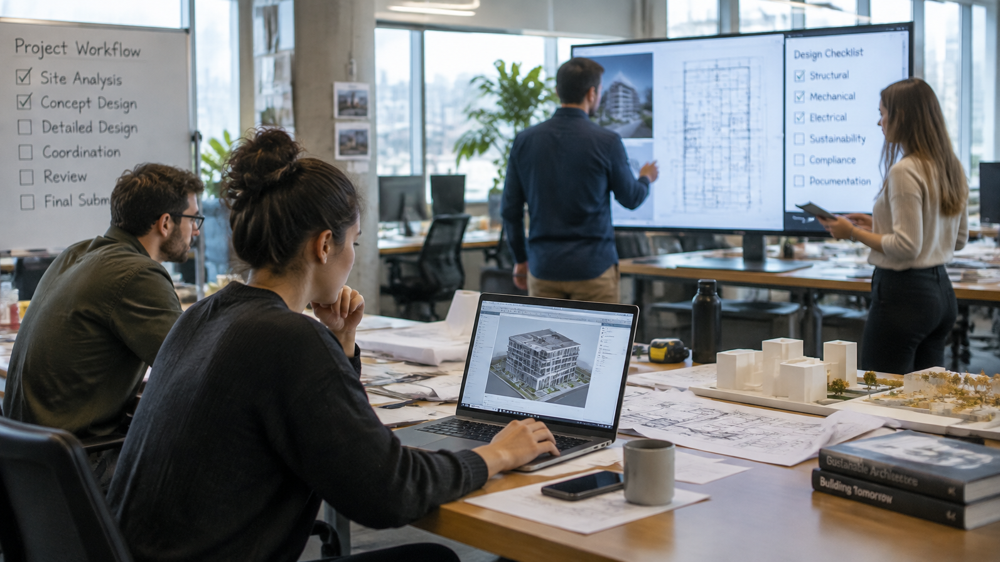 Project Workflow
Site Analysis
Concept Design
Detailed Design
Coordination
Review
Final Subm
Design Checklist
Structural
Mechanical
Electrical
Sustainability
Compliance
Documentation
Gustainable Architecture
Building Tomorrow